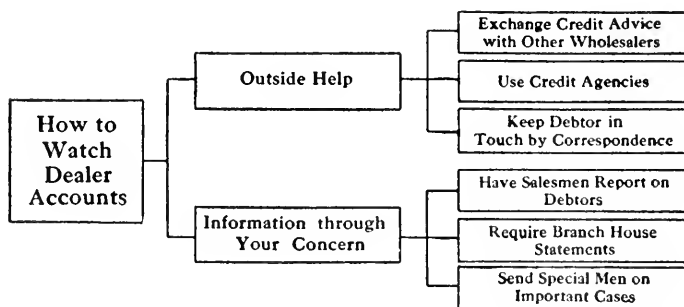 How to
Watch
Dealer
Accounts
Outside Help
Exchange Credit Advice
with Other Wholesalers
Use Credit Agencies
Keep Debtor in
Touch by Correspondence
Information through
Your Concern
Have Salesmen Report on
Debtors
Require Branch House
Statements
Send Special Men on
Important Cases